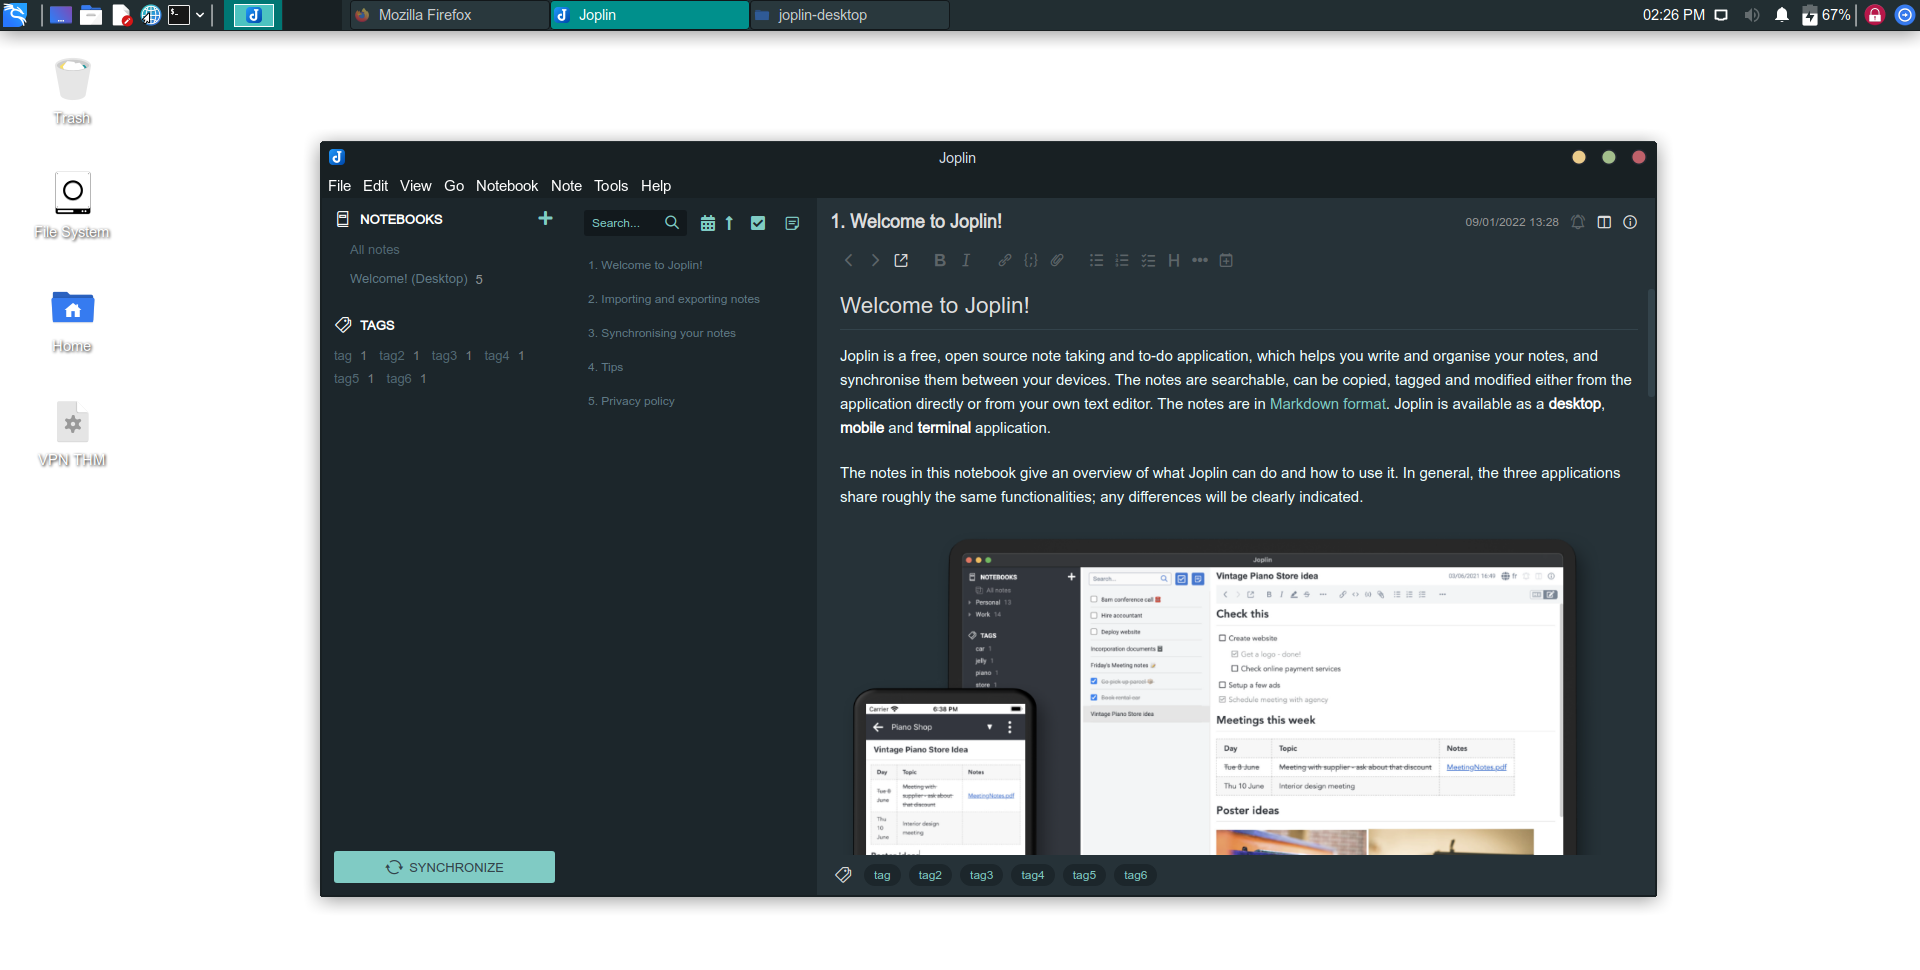 Mozilla Firefox
Joplin
joplin-desktop
02:26 PM
67%
Trash
File System
Home
VPN THM
Joplin
File Edit View Go Notebook Note Tools Help
NOTEBOOKS
All notes
Welcome! (Desktop) 5
TAGS
tag 1 tag2 1 tag3 1 tag4 1
tag5 1 tag6 1
SYNCHRONIZE
Search...
1. Welcome to Joplin!
2. Importing and exporting notes
3. Synchronising your notes
4. Tips
5. Privacy policy
1. Welcome to Joplin!
09/01/2022 13:28
Welcome to Joplin!
Joplin is a free, open source note taking and to-do application, which helps you write and organise your notes, and
synchronise them between your devices. The notes are searchable, can be copied, tagged and modified either from the
application directly or from your own text editor. The notes are in Markdown format. Joplin is available as a desktop,
mobile and terminal application.
The notes in this notebook give an overview of what Joplin can do and how to use it. In general, the three applications
share roughly the same functionalities; any differences will be clearly indicated.
Joplin
NOTEBOOKS
All notes
Personal 13
Work 14
TAGS
car 1
jelly 1
piano 1
store 1
Search...
8am conference call
Hire accountant
Deploy website
Incorporation documents
Friday's Meeting notes
Go pick up parcel
Book rental car
Vintage Piano Store idea
Vintage Piano Store idea
03/06/2021 16:49 fr
Check this
Create website
Get a logo - done!
Check online payment services
Setup a few ads
Schedule meeting with agency
Meetings this week
Day Topic Notes
Tue 8 June Meeting with supplier - ask about that discount MeetingNotes.pdf
Thu 10 June Interior design meeting
Poster ideas
Carrier 6:38 PM
Piano Shop
Vintage Piano Store Idea
Day Topic Notes
Tue 8
June
Meeting with
supplier - ask about
that discount
MeetingNotes.pdf
Thu
10
June
Interior design
meeting
Poster ideas
tag tag2 tag3 tag4 tag5 tag6